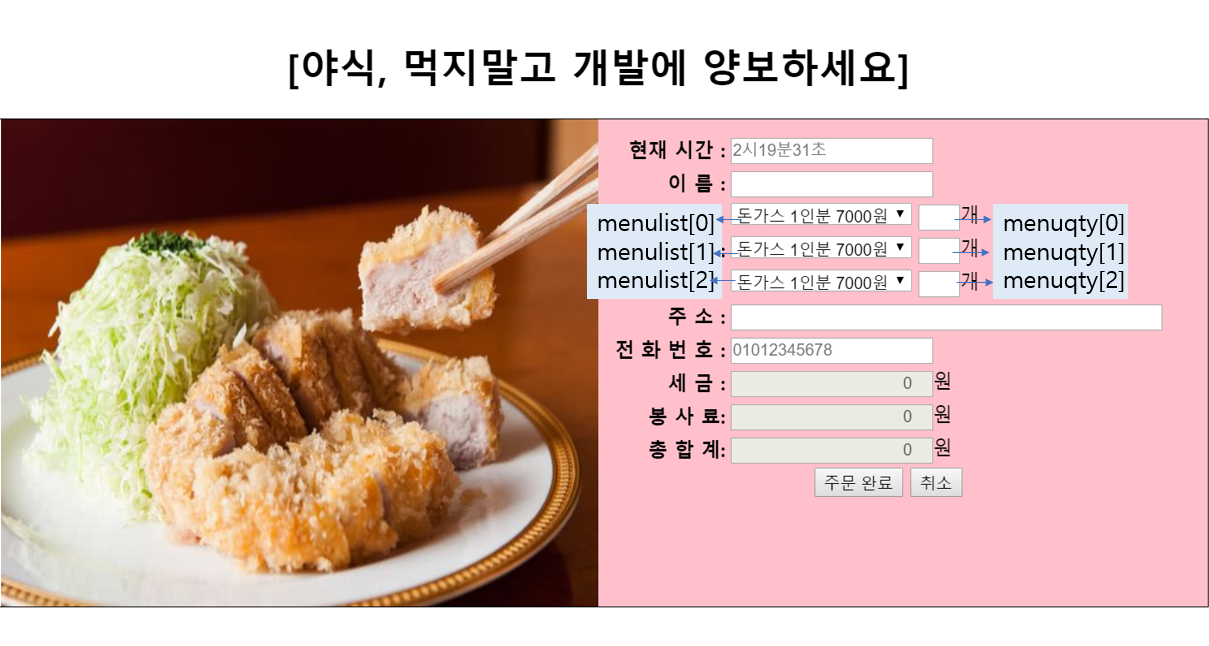 [야식, 먹지말고 개발에 양보하세요]
현재 시간 : 2시19분31초
이 름 :
menulist[0] 돈가스 1인분 7000원 ▼ 개 menuqty[0]
menulist[1] : 돈가스 1인분 7000원 ▼ 개 menuqty[1]
menulist[2] 돈가스 1인분 7000원 ▼ 개 menuqty[2]
주 소 :
전 화 번 호 : 01012345678
세 금 : 0 원
봉 사 료: 0 원
총 합 계: 0 원
주문 완료 취소